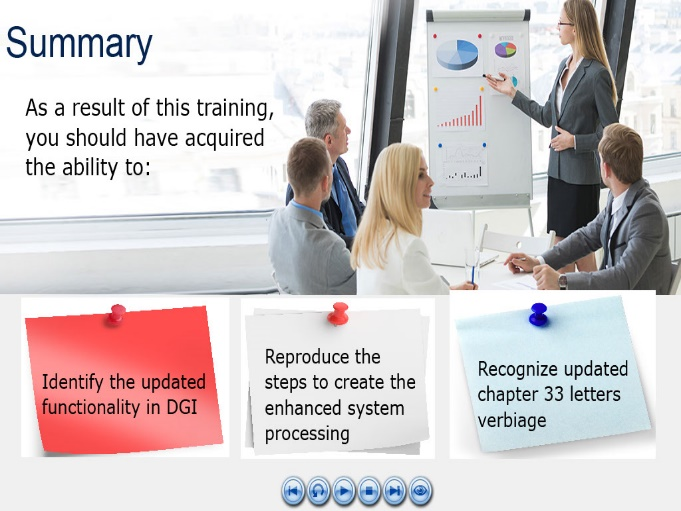 Summary
As a result of this training,
you should have acquired
the ability to:
Identify the updated
functionality in DGI
Reproduce the
steps to create the
enhanced system
processing
Recognize updated
chapter 33 letters
verbiage